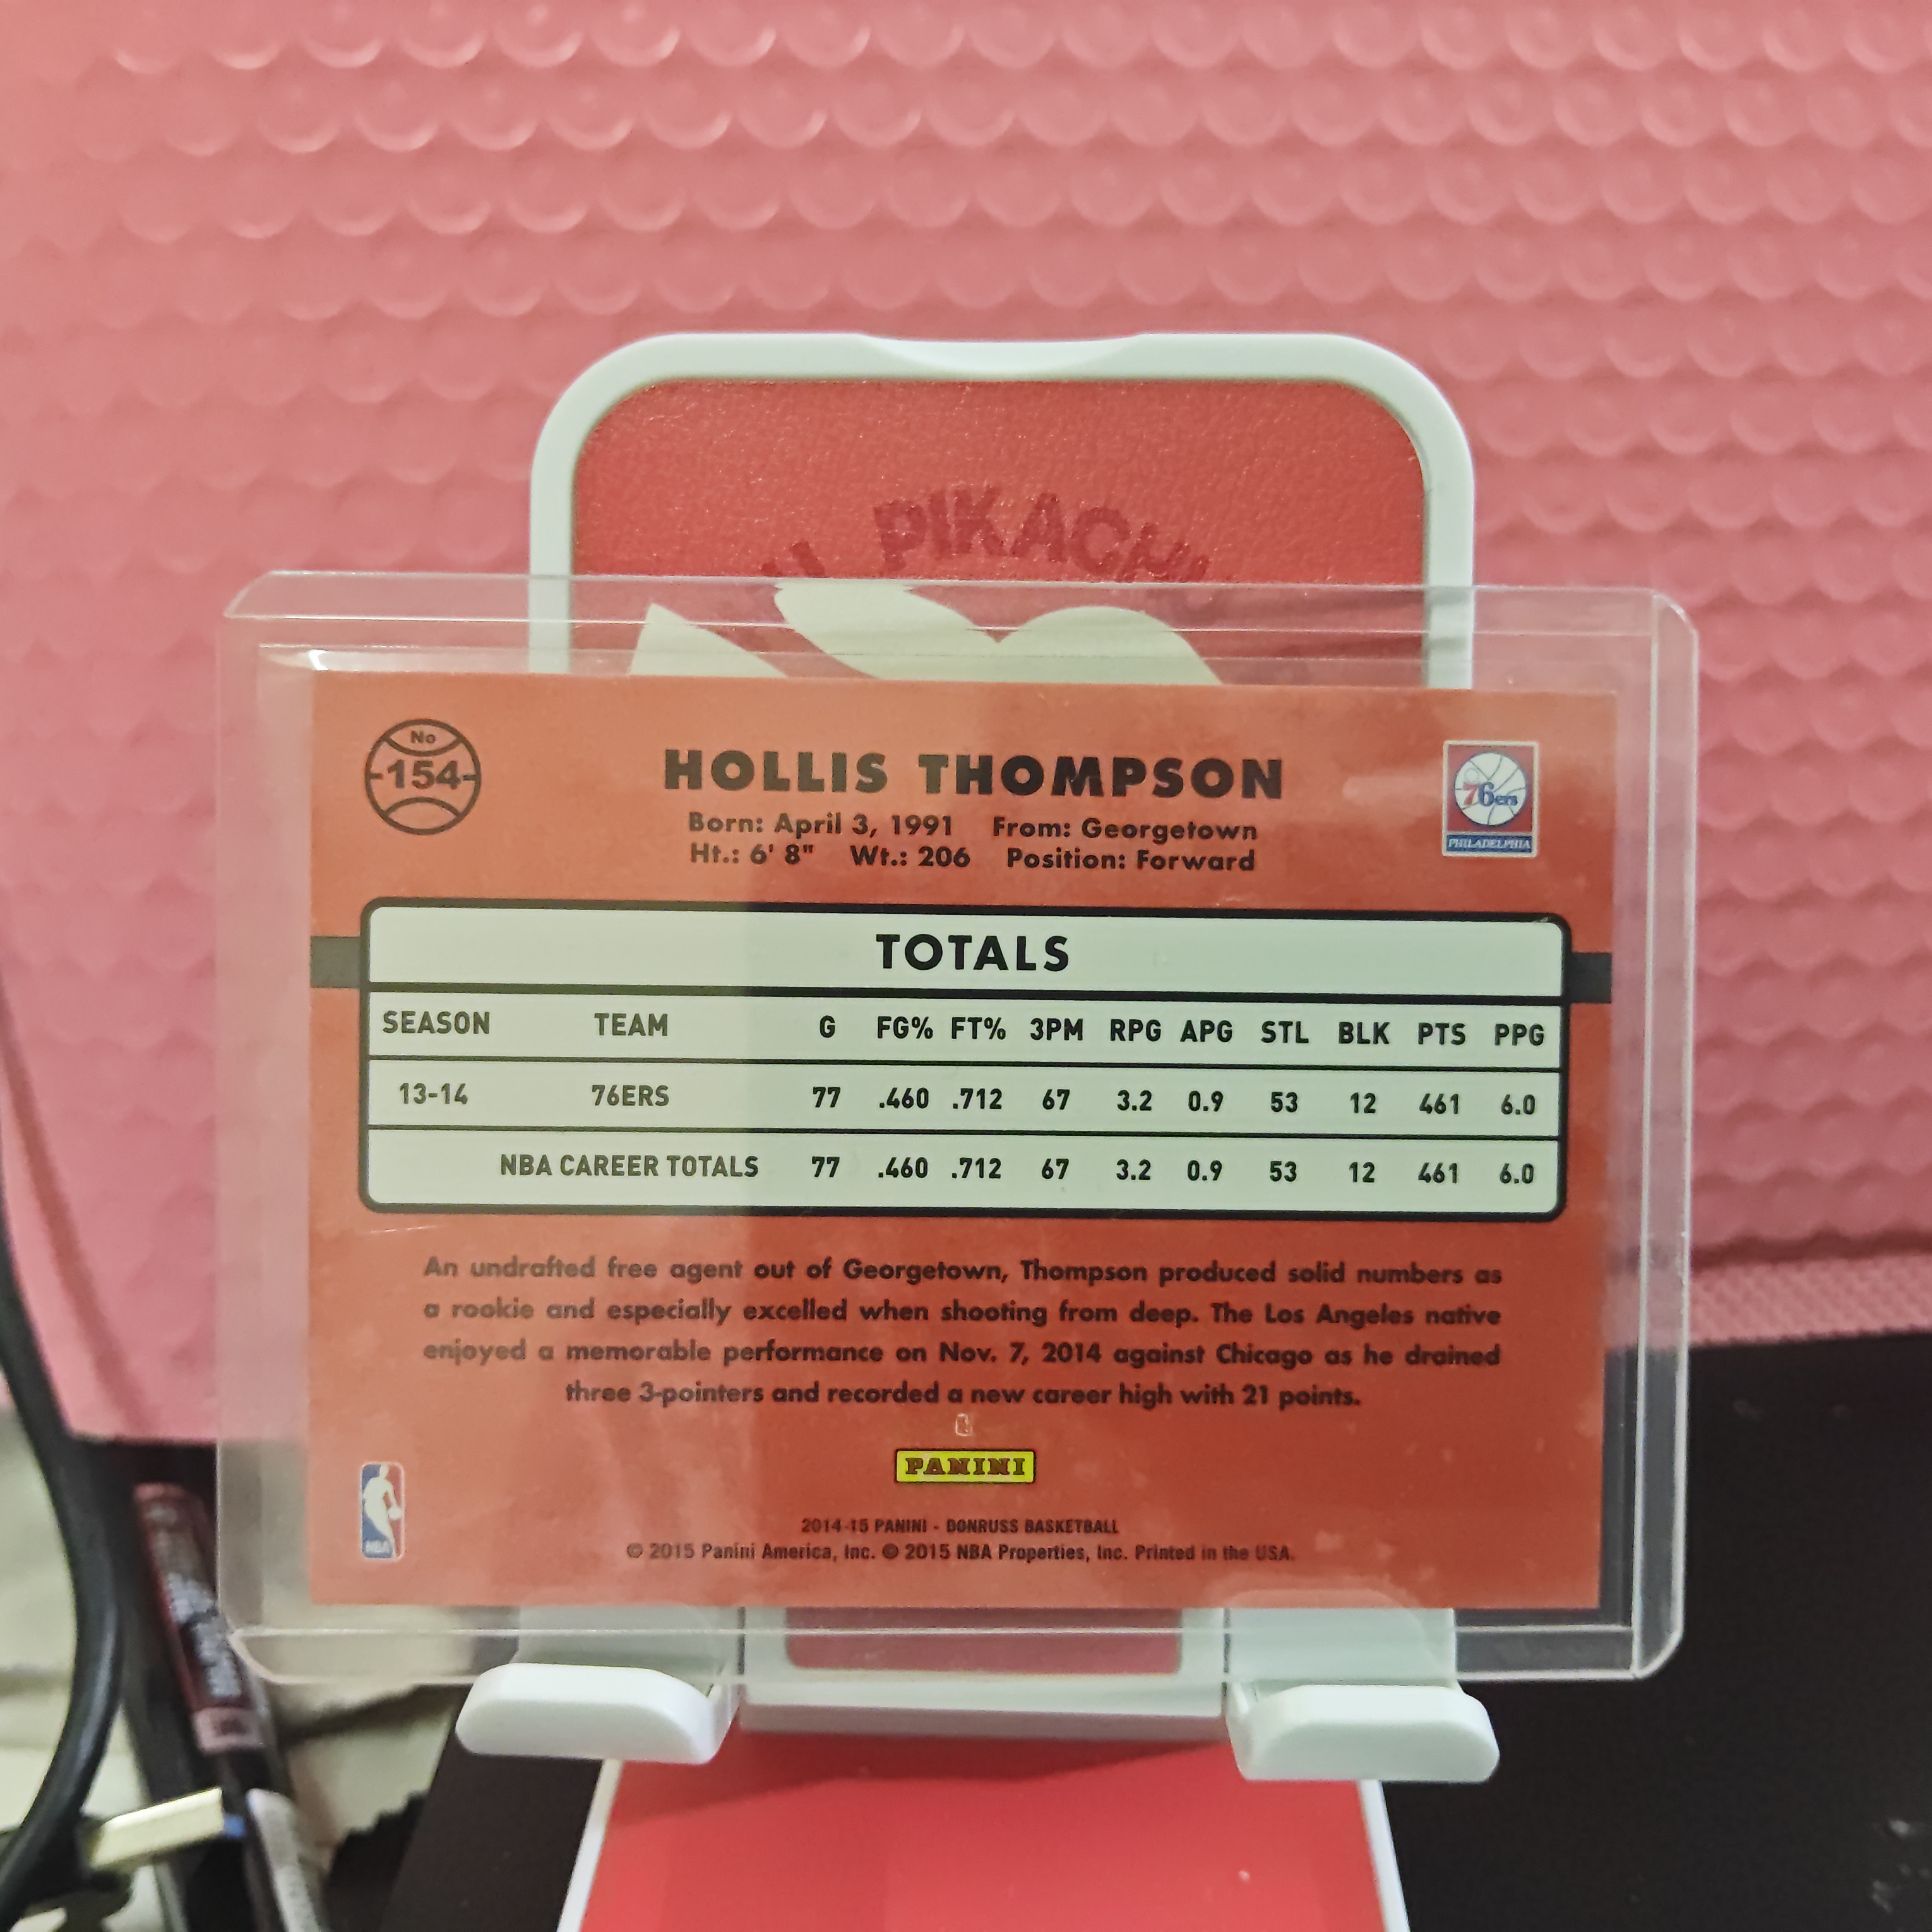 PIKACHU
No
154
HOLLIS THOMPSON
76ers
PHILADELPHIA
Born: April 3, 1991 From: Georgetown
Ht.: 6' 8" Wt.: 206 Position: Forward
TOTALS
SEASON TEAM G FG% FT% 3PM RPG APG STL BLK PTS PPG
13-14 76ERS 77 .460 .712 67 3.2 0.9 53 12 461 6.0
NBA CAREER TOTALS 77 .460 .712 67 3.2 0.9 53 12 461 6.0
An undrafted free agent out of Georgetown, Thompson produced solid numbers as
a rookie and especially excelled when shooting from deep. The Los Angeles native
enjoyed a memorable performance on Nov. 7, 2014 against Chicago as he drained
three 3-pointers and recorded a new career high with 21 points.
PANINI
NBA
2014-15 PANINI - DONRUSS BASKETBALL
© 2015 Panini America, Inc. © 2015 NBA Properties, Inc. Printed in the USA.